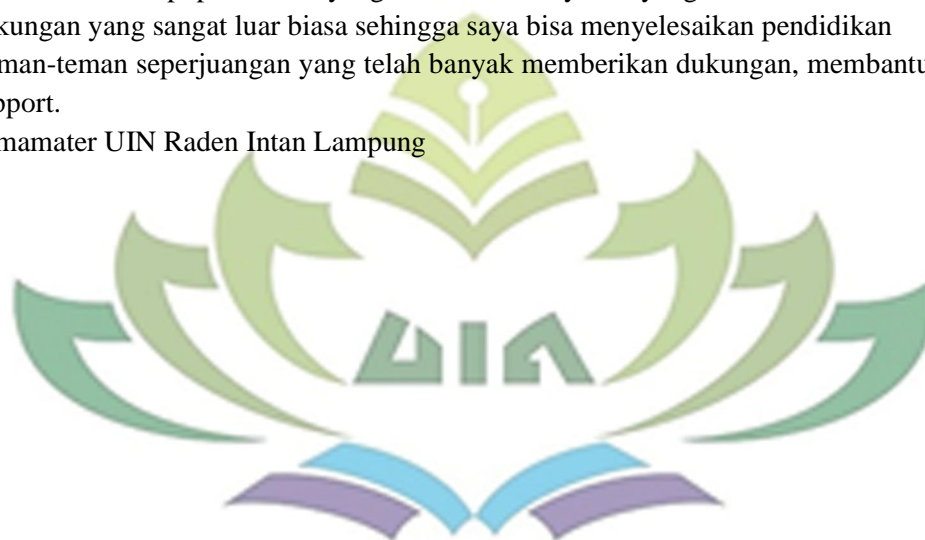 kungan yang sangat luar biasa sehingga saya bisa menyelesaikan pendidikan
man-teman seperjuangan yang telah banyak memberikan dukungan, membantu
pport.
mamater UIN Raden Intan Lampung
UIN